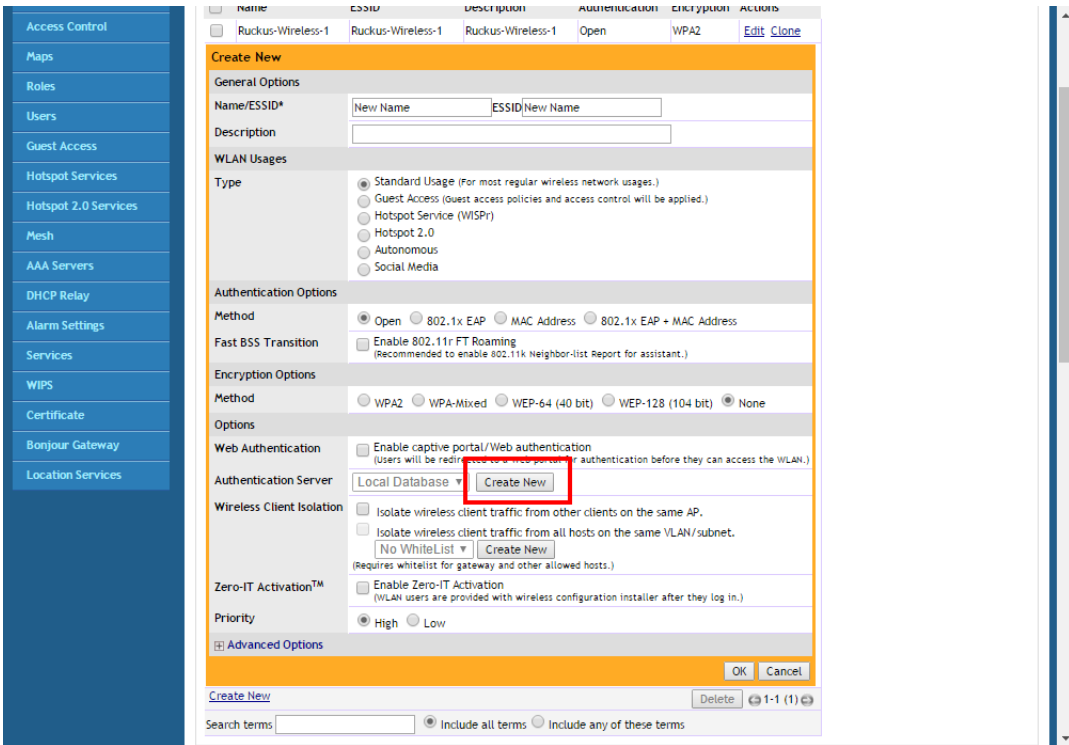 Access Control
Maps
Roles
Users
Guest Access
Hotspot Services
Hotspot 2.0 Services
Mesh
AAA Servers
DHCP Relay
Alarm Settings
Services
WIPS
Certificate
Bonjour Gateway
Location Services
Name ESSID Description Authentication Encryption Actions
Ruckus-Wireless-1 Ruckus-Wireless-1 Ruckus-Wireless-1 Open WPA2 Edit Clone
Create New
General Options
Name/ESSID* New Name ESSID New Name
Description
WLAN Usages
Type Standard Usage (For most regular wireless network usages.)
Guest Access (Guest access policies and access control will be applied.)
Hotspot Service (WISPr)
Hotspot 2.0
Autonomous
Social Media
Authentication Options
Method Open 802.1x EAP MAC Address 802.1x EAP + MAC Address
Fast BSS Transition Enable 802.11r FT Roaming
(Recommended to enable 802.11k Neighbor-list Report for assistant.)
Encryption Options
Method WPA2 WPA-Mixed WEP-64 (40 bit) WEP-128 (104 bit) None
Options
Web Authentication Enable captive portal/Web authentication
(Users will be redirected to a web portal for authentication before they can access the WLAN.)
Authentication Server Local Database Create New
Wireless Client Isolation Isolate wireless client traffic from other clients on the same AP.
Isolate wireless client traffic from all hosts on the same VLAN/subnet.
No WhiteList Create New
(Requires whitelist for gateway and other allowed hosts.)
Zero-IT Activation™ Enable Zero-IT Activation
(WLAN users are provided with wireless configuration installer after they log in.)
Priority High Low
Advanced Options
OK Cancel
Create New Delete 1-1 (1)
Search terms Include all terms Include any of these terms